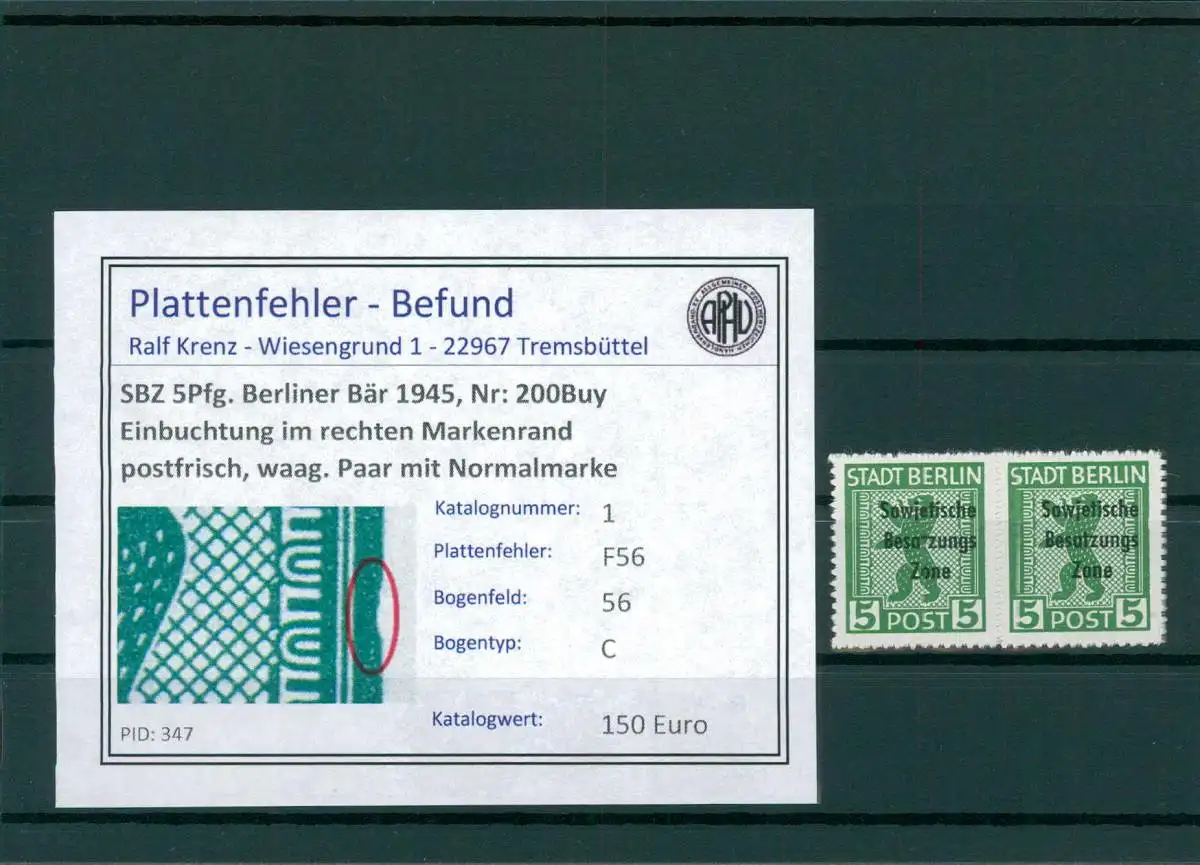 Plattenfehler - Befund
Ralf Krenz - Wiesengrund 1 - 22967 Tremsbüttel
APHV
SBZ 5Pfg. Berliner Bär 1945, Nr: 200Buy
Einbuchtung im rechten Markenrand
postfrisch, waag. Paar mit Normalmarke
Katalognummer: 1
Plattenfehler: F56
Bogenfeld: 56
Bogentyp: C
Katalogwert: 150 Euro
PID: 347
STADT BERLIN
Sowjetische
Besatzungs
Zone
5 POST 5
STADT BERLIN
Sowjetische
Besatzungs
Zone
5 POST 5